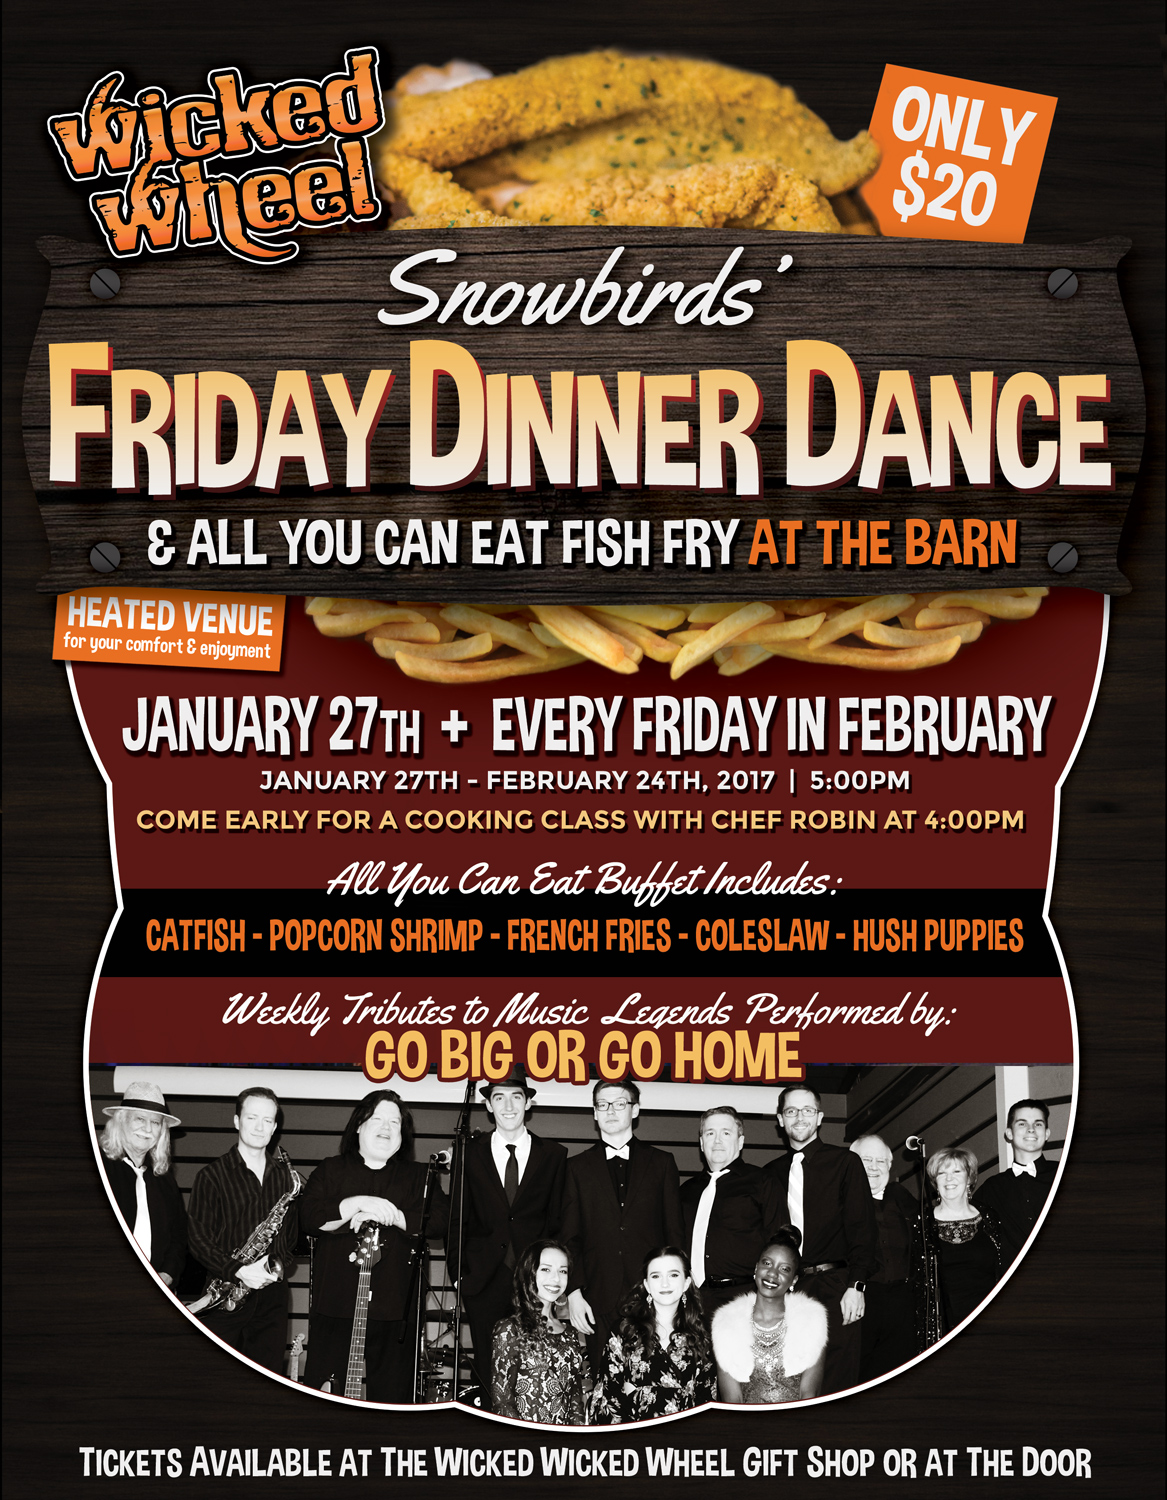 wicked
wheel
ONLY
$20
Snowbirds'
FRIDAY DINNER DANCE
& ALL YOU CAN EAT FISH FRY AT THE BARN
HEATED VENUE
for your comfort & enjoyment
JANUARY 27TH + EVERY FRIDAY IN FEBRUARY
JANUARY 27TH - FEBRUARY 24TH, 2017 | 5:00PM
COME EARLY FOR A COOKING CLASS WITH CHEF ROBIN AT 4:00PM
All You Can Eat Buffet Includes:
CATFISH - POPCORN SHRIMP - FRENCH FRIES - COLESLAW - HUSH PUPPIES
Weekly Tributes to Music Legends Performed by:
GO BIG OR GO HOME
TICKETS AVAILABLE AT THE WICKED WICKED WHEEL GIFT SHOP OR AT THE DOOR